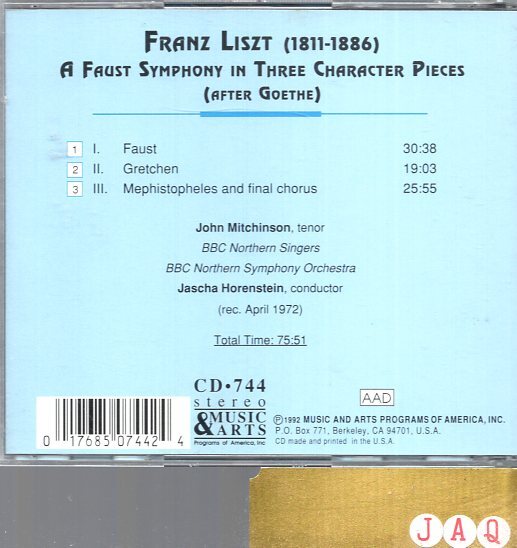 FRANZ LISZT (1811-1886)
A FAUST SYMPHONY IN THREE CHARACTER PIECES
(AFTER GOETHE)
1 I. Faust 30:38
2 II. Gretchen 19:03
3 III. Mephistopheles and final chorus 25:55
John Mitchinson, tenor
BBC Northern Singers
BBC Northern Symphony Orchestra
Jascha Horenstein, conductor
(rec. April 1972)
Total Time: 75:51
CD•744
stereo
MUSIC
& ARTS
Programs of America, Inc
AAD
℗1992 MUSIC AND ARTS PROGRAMS OF AMERICA, INC.
P.O. Box 771, Berkeley, CA 94701, U.S.A.
CD made and printed in the U.S.A.
0 17685 07442 4
JAQ